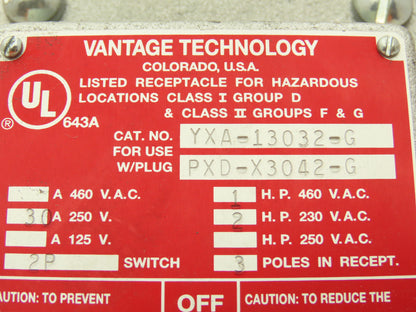 VANTAGE TECHNOLOGY
COLORADO, U.S.A.
LISTED RECEPTACLE FOR HAZARDOUS
LOCATIONS CLASS I GROUP D
& CLASS II GROUPS F & G
UL
® 643A
CAT. NO. YXA-13032-G
FOR USE
W/PLUG PXD-X3042-G
A 460 V.A.C. 1 H.P. 460 V.A.C.
30 A 250 V. 2 H.P. 230 V.A.C.
A 125 V. H.P. 250 V.A.C.
2P SWITCH 3 POLES IN RECEPT.
AUTION: TO PREVENT OFF CAUTION: TO REDUCE THE